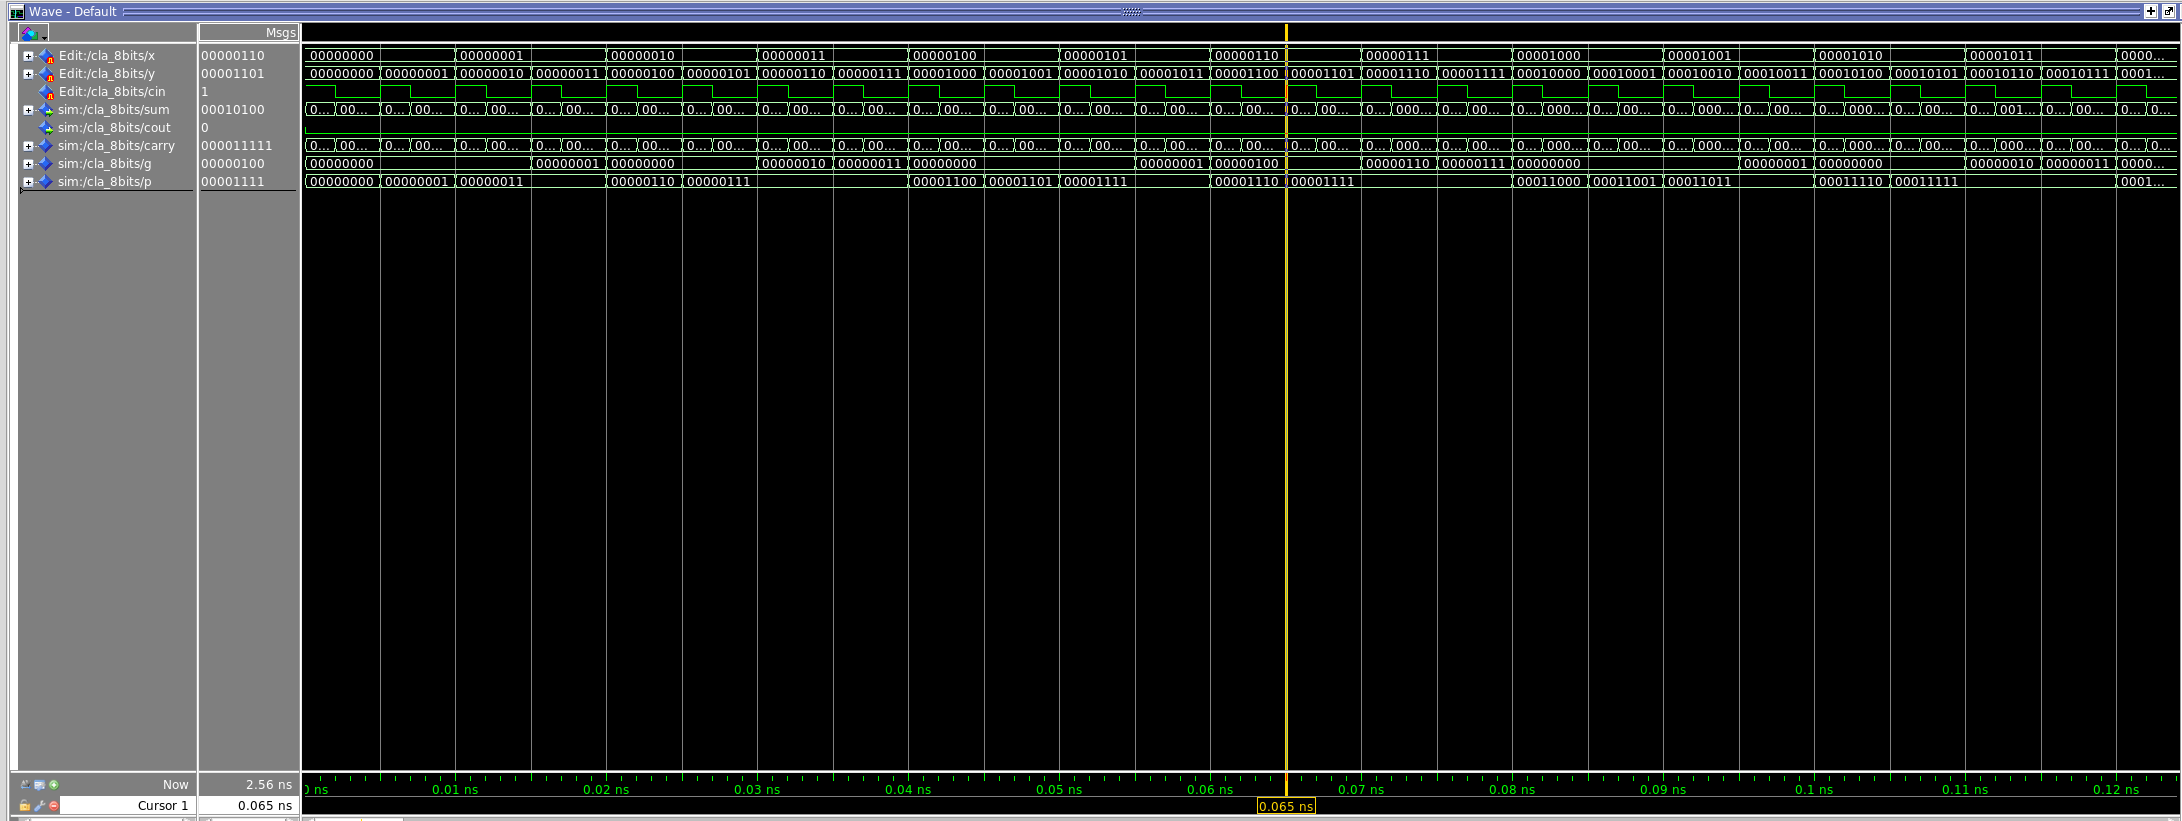 Wave - Default
Msgs
Edit:/cla_8bits/x 00000110 00000000 00000001 00000010 00000011 00000100 00000101 00000110 00000111 00001000 00001001 00001010 00001011 0000...
Edit:/cla_8bits/y 00001101 00000000 00000001 00000010 00000011 00000100 00000101 00000110 00000111 00001000 00001001 00001010 00001011 00001100 00001101 00001110 00001111 00010000 00010001 00010010 00010011 00010100 00010101 00010110 00010111 0001...
Edit:/cla_8bits/cin 1
sim:/cla_8bits/sum 00010100 0... 00... 0... 00... 0... 00... 0... 00... 0... 00... 0... 00... 0... 00... 0... 00... 0... 00... 0... 00... 0... 00... 0... 00... 0... 00... 0... 00... 0... 000... 0... 00... 0... 000... 0... 00... 0... 000... 0... 00... 0... 000... 0... 00... 0... 001... 0... 00... 0... 0...
sim:/cla_8bits/cout 0
sim:/cla_8bits/carry 000011111 0... 00... 0... 00... 0... 00... 0... 00... 0... 00... 0... 00... 0... 00... 0... 00... 0... 00... 0... 00... 0... 00... 0... 00... 0... 00... 0... 00... 0... 000... 0... 00... 0... 000... 0... 00... 0... 000... 0... 00... 0... 000... 0... 00... 0... 000... 0... 00... 0... 0...
sim:/cla_8bits/g 00000100 00000000 00000001 00000000 00000010 00000011 00000000 00000001 00000100 00000110 00000111 00000000 00000001 00000000 00000010 00000011 0000...
sim:/cla_8bits/p 00001111 00000000 00000001 00000011 00000110 00000111 00001100 00001101 00001111 00001110 00001111 00011000 00011001 00011011 00011110 00011111 0001...
Now 2.56 ns ns 0.01 ns 0.02 ns 0.03 ns 0.04 ns 0.05 ns 0.06 ns 0.07 ns 0.08 ns 0.09 ns 0.1 ns 0.11 ns 0.12 ns
Cursor 1 0.065 ns 0.065 ns